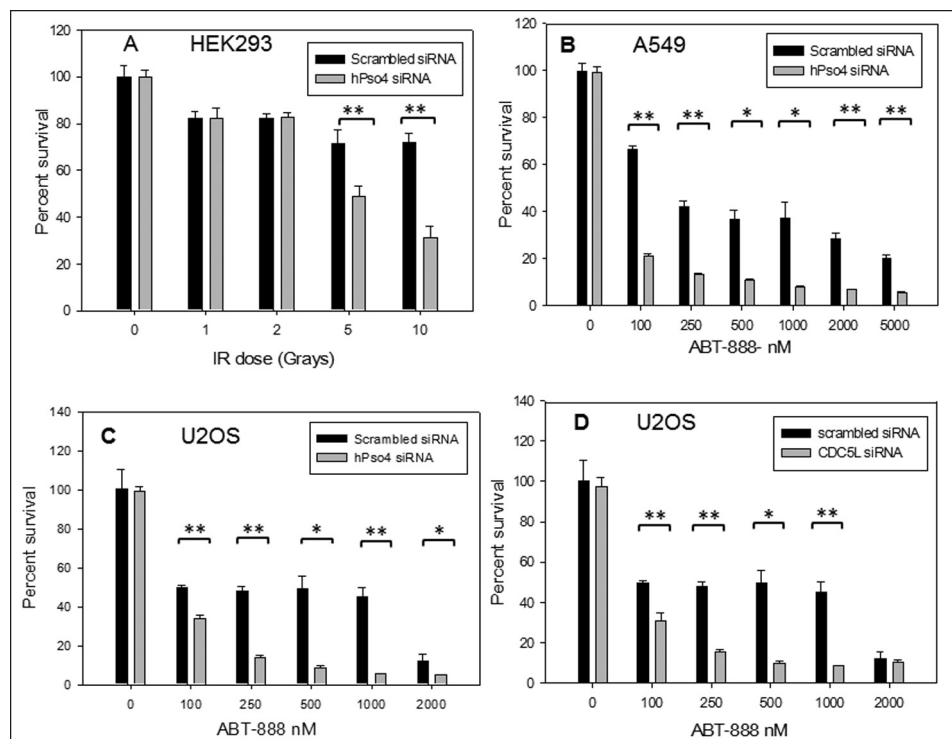 A HEK293
Scrambled siRNA
hPso4 siRNA
** **
Percent survival
120
100
80
60
40
20
0
0 1 2 5 10
IR dose (Grays)
B A549
Scrambled siRNA
hPso4 siRNA
** ** * * ** **
Percent survival
120
100
80
60
40
20
0
0 100 250 500 1000 2000 5000
ABT-888- nM
C U2OS
Scrambled siRNA
hPso4 siRNA
** ** * ** *
Percent survival
140
120
100
80
60
40
20
0
0 100 250 500 1000 2000
ABT-888 nM
D U2OS
scrambled siRNA
CDC5L siRNA
** ** * **
Percent survival
140
120
100
80
60
40
20
0
0 100 250 500 1000 2000
ABT-888 nM